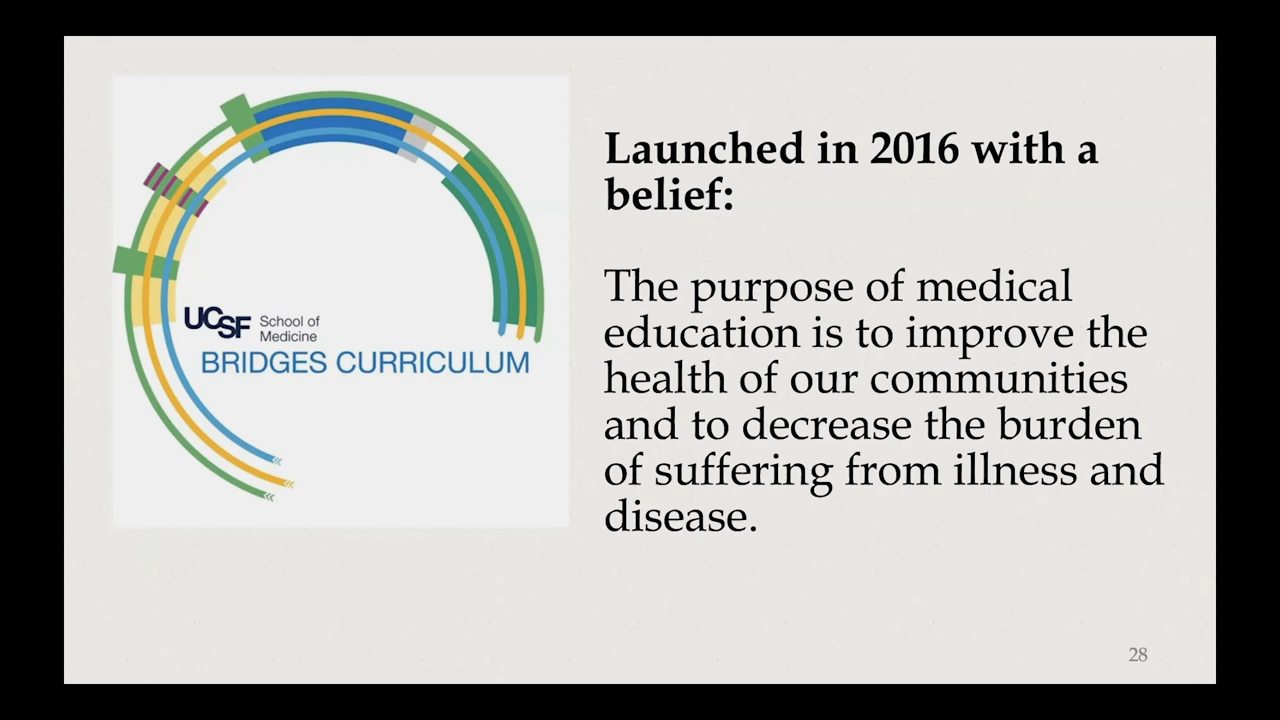 UCSF School of
Medicine
BRIDGES CURRICULUM
Launched in 2016 with a
belief:
The purpose of medical
education is to improve the
health of our communities
and to decrease the burden
of suffering from illness and
disease.
28